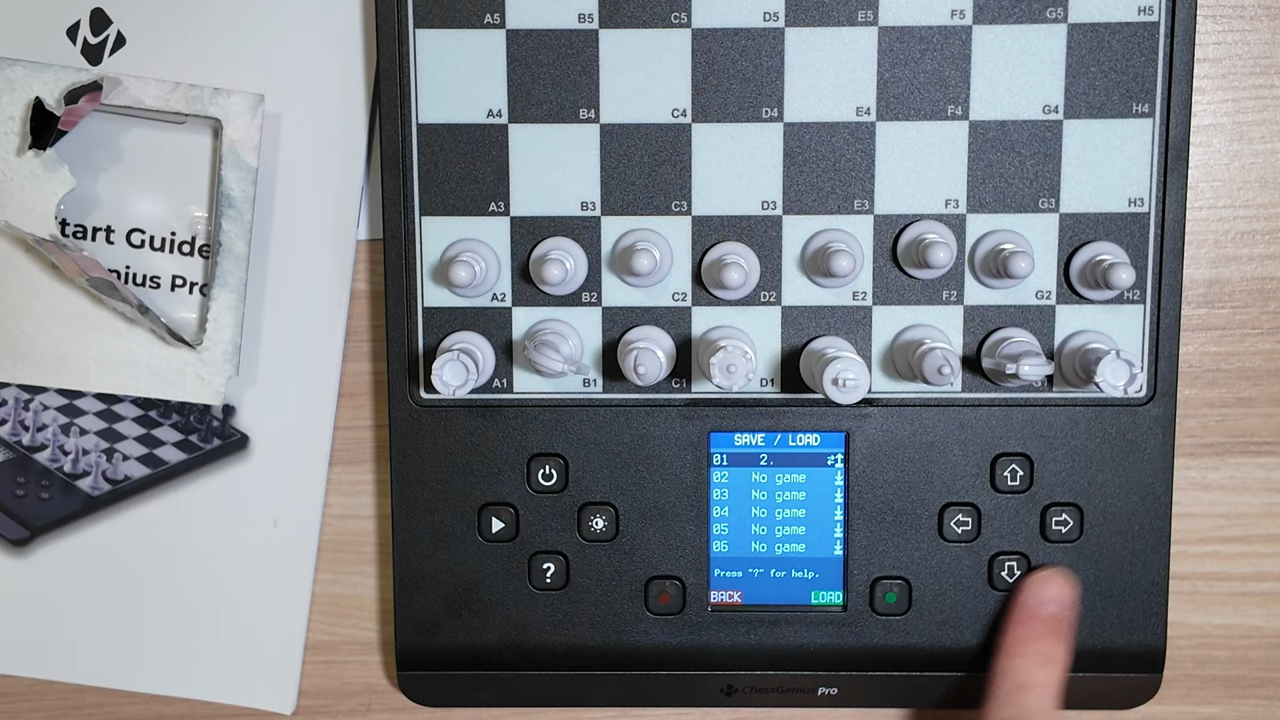 A5 B5 C5 D5 E5 F5 G5 H5
A4 B4 C4 D4 E4 F4 G4 H4
A3 B3 C3 D3 E3 F3 G3 H3
A2 B2 C2 D2 E2 F2 G2 H2
A1 B1 C1 D1
tart Guide
nius Pro
SAVE / LOAD
01 2.
02 No game
03 No game
04 No game
05 No game
06 No game
Press "?" for help.
BACK LOAD
?
ChessGenius Pro